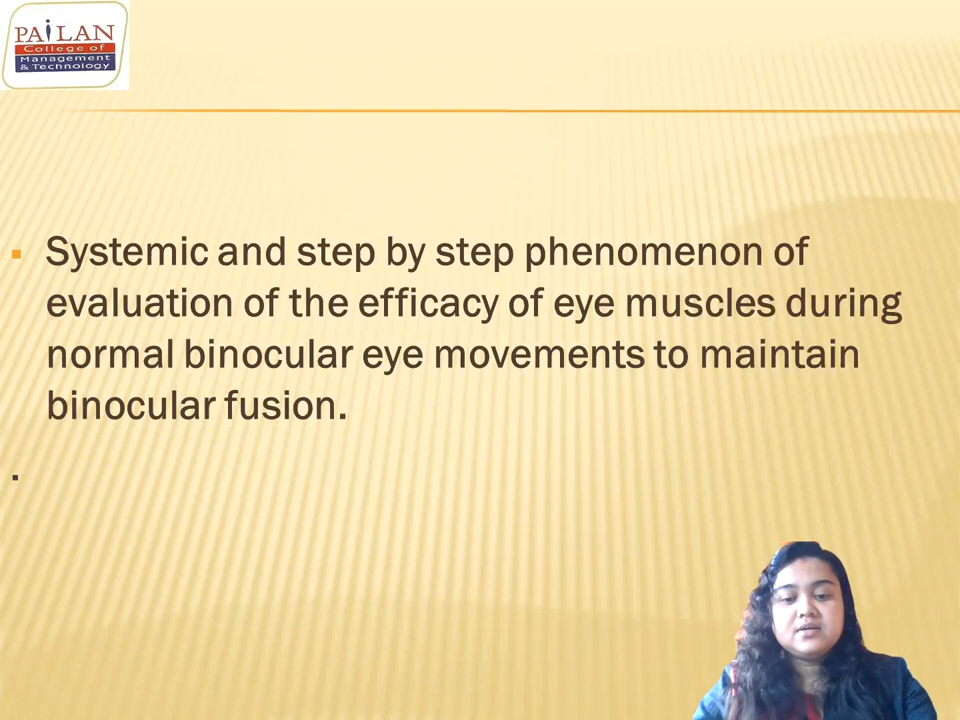 PAiLAN
College of
Management
& Technology
Systemic and step by step phenomenon of
evaluation of the efficacy of eye muscles during
normal binocular eye movements to maintain
binocular fusion.
.